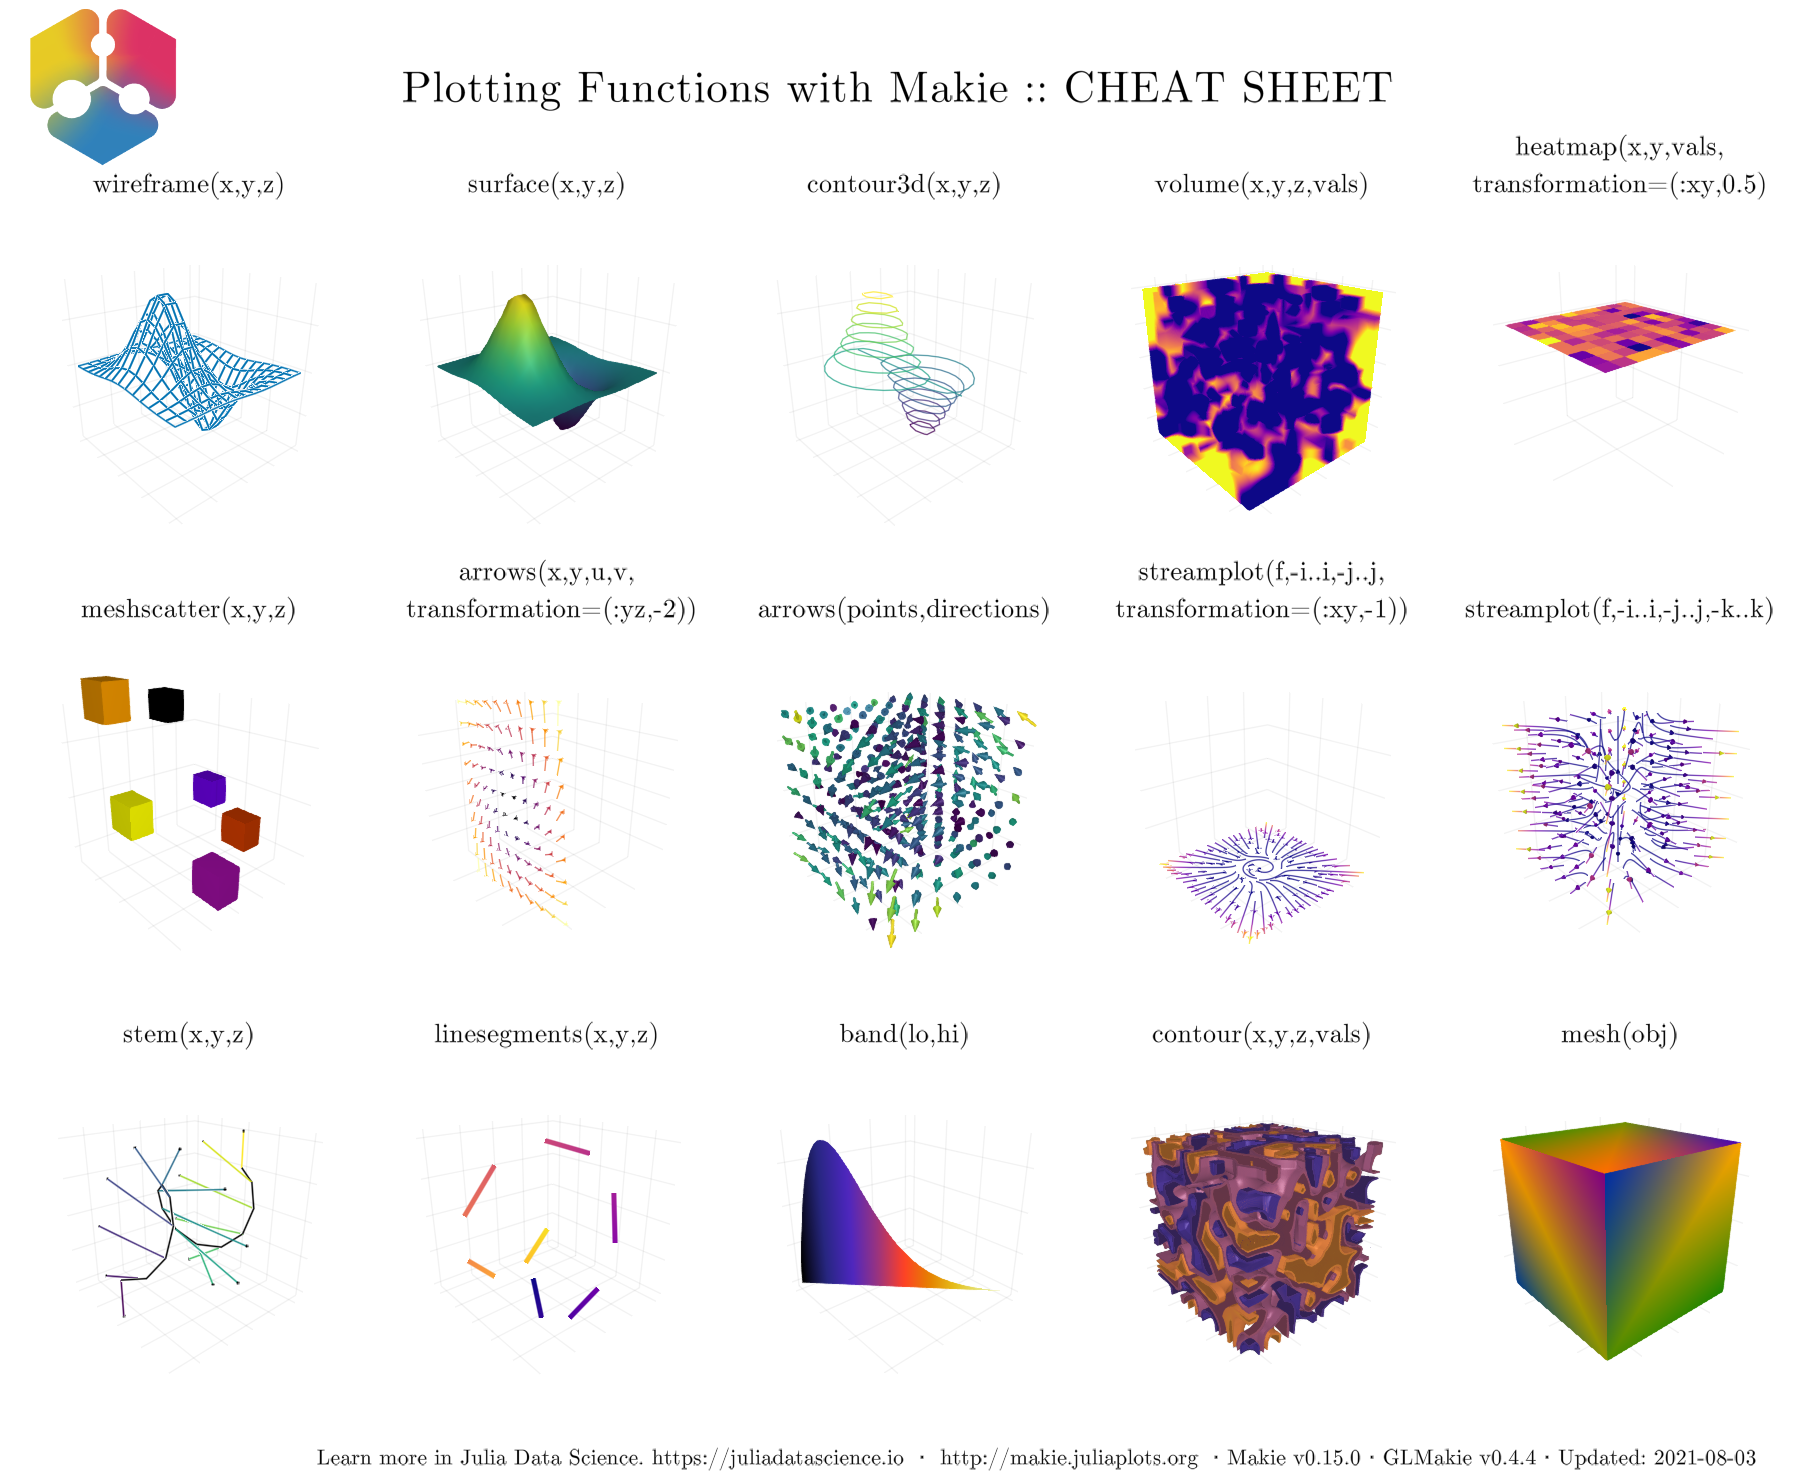 Plotting Functions with Makie :: CHEAT SHEET
wireframe(x,y,z)
surface(x,y,z)
contour3d(x,y,z)
volume(x,y,z,vals)
heatmap(x,y,vals,
transformation=(:xy,0.5)
meshscatter(x,y,z)
arrows(x,y,u,v,
transformation=(:yz,-2))
arrows(points,directions)
streamplot(f,-i..i,-j..j,
transformation=(:xy,-1))
streamplot(f,-i..i,-j..j,-k..k)
stem(x,y,z)
linesegments(x,y,z)
band(lo,hi)
contour(x,y,z,vals)
mesh(obj)
Learn more in Julia Data Science. https://juliadatascience.io · http://makie.juliaplots.org · Makie v0.15.0 · GLMakie v0.4.4 · Updated: 2021-08-03